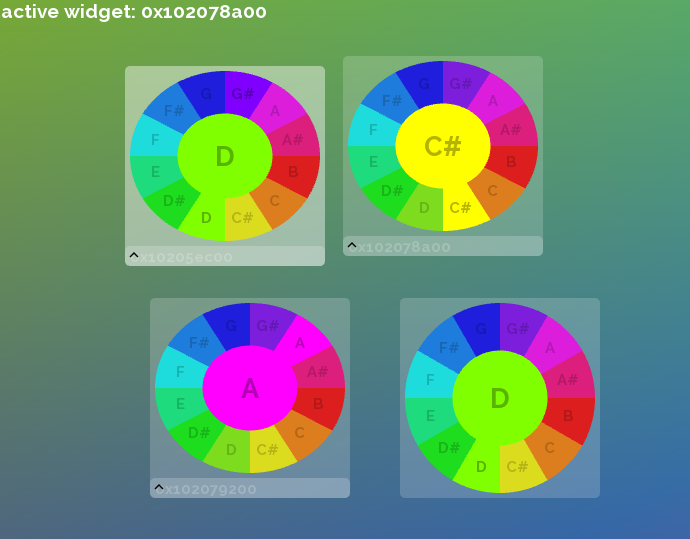 active widget: 0x102078a00
G G# A A# B C C# D D# E F F#
D
0x10205ec00
G G# A A# B C C# D D# E F F#
C#
0x102078a00
G G# A A# B C C# D D# E F F#
A
0x102079200
G G# A A# B C C# D D# E F F#
D